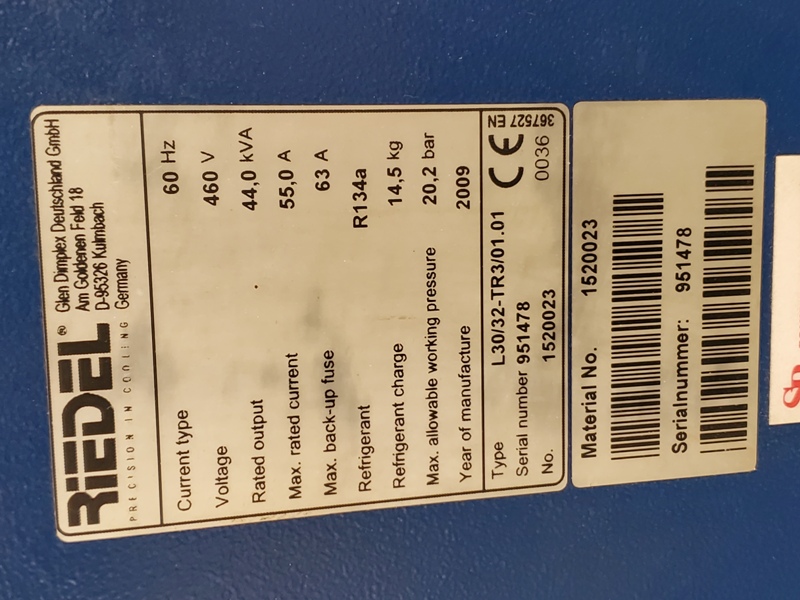 RIEDEL®
PRECISION IN COOLING
Glen Dimplex Deutschland GmbH
Am Goldenen Feld 18
D-95326 Kulmbach
Germany
Current type 60 Hz
Voltage 460 V
Rated output 44,0 kVA
Max. rated current 55,0 A
Max. back-up fuse 63 A
Refrigerant R134a
Refrigerant charge 14,5 kg
Max. allowable working pressure 20,2 bar
Year of manufacture 2009
Type L30/32-TR3/01.01
Serial number 951478
No. 1520023
CE
0036
367527 EN
Material No. 1520023
Serialnummer: 951478